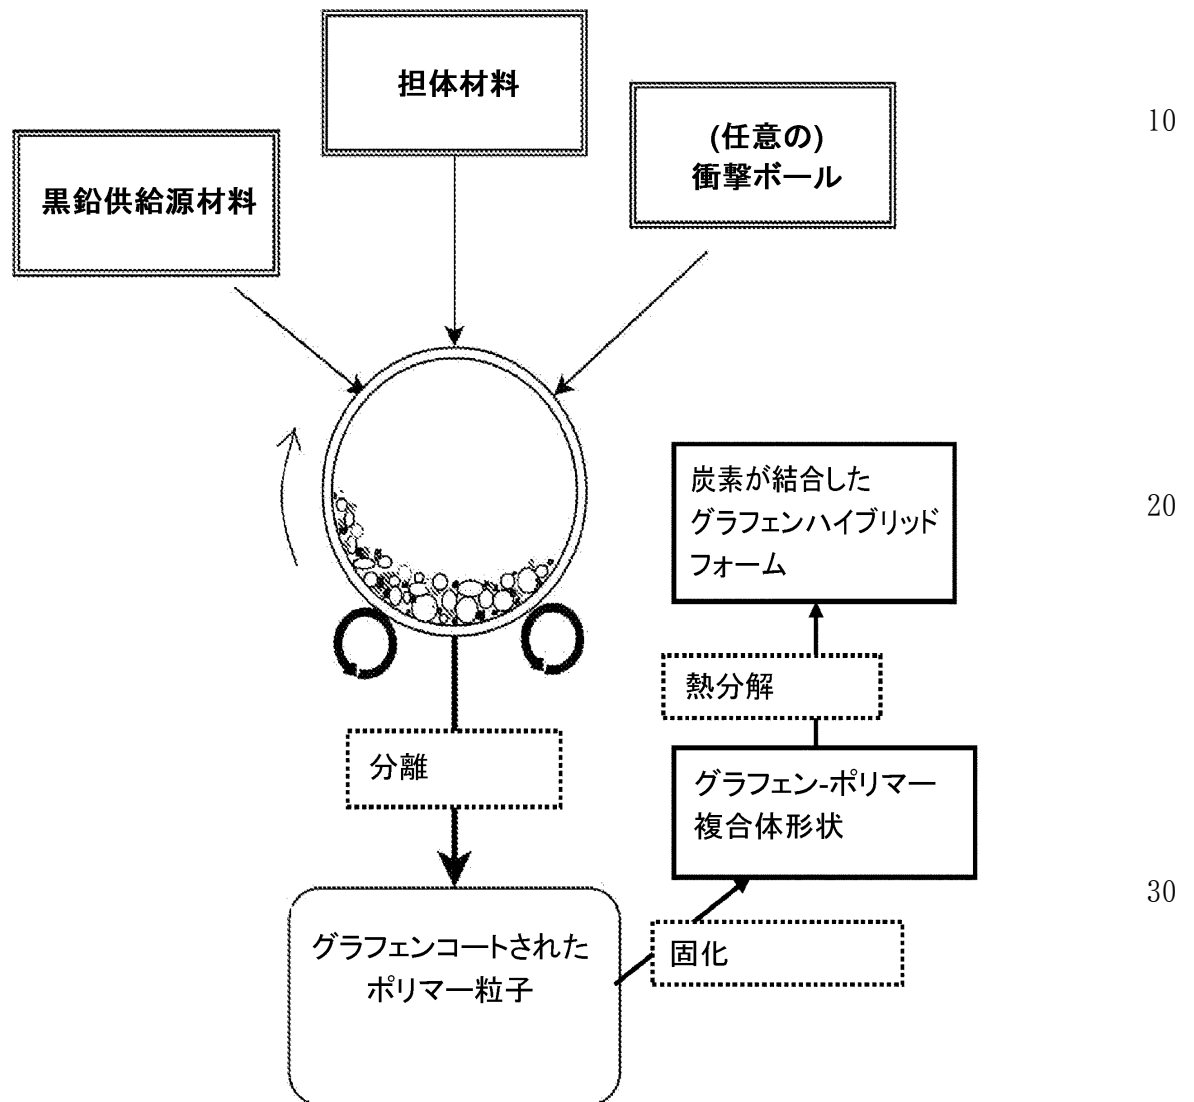 担体材料
(任意の)
衝撃ボール
黒鉛供給源材料
10
炭素が結合した
グラフェンハイブリッド
フォーム
20
熱分解
分離
グラフェン-ポリマー
複合体形状
30
グラフェンコートされた
ポリマー粒子
固化